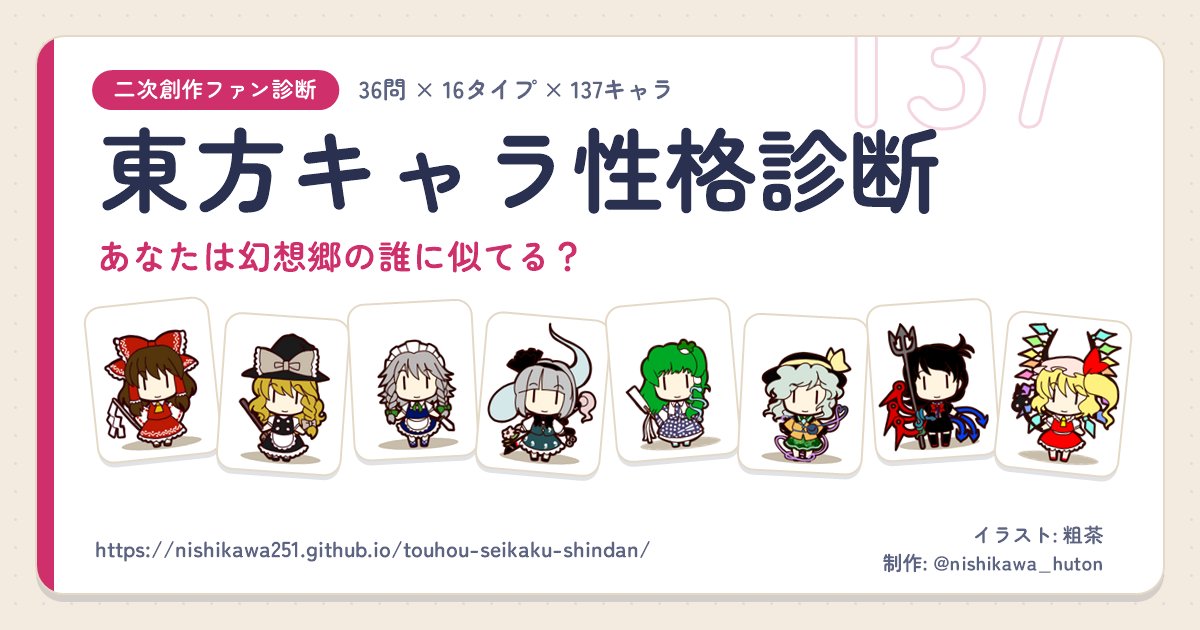 137
二次創作ファン診断
36問 × 16タイプ × 137キャラ
東方キャラ性格診断
あなたは幻想郷の誰に似てる？
https://nishikawa251.github.io/touhou-seikaku-shindan/
イラスト: 粗茶
制作: @nishikawa_huton